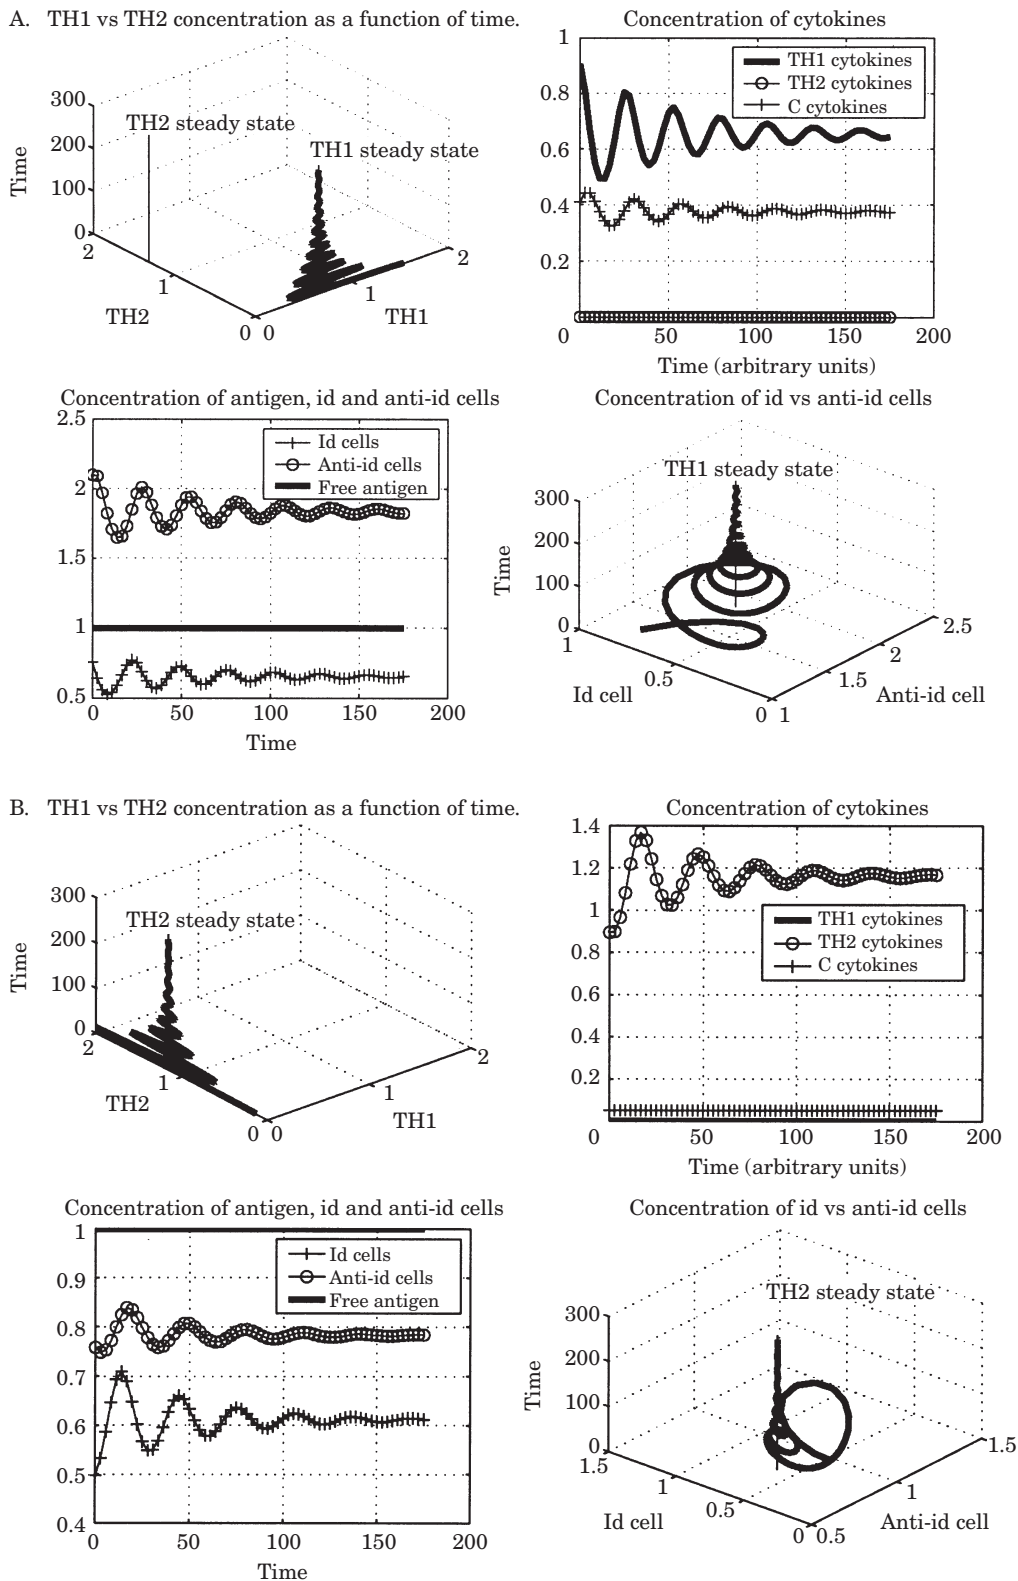 A. TH1 vs TH2 concentration as a function of time.
300
200
100
0
Time
TH2 steady state
TH1 steady state
2
1
0
TH2
0
1
2
TH1
Concentration of cytokines
1
0.8
0.6
0.4
0.2
0
50
100
150
200
TH1 cytokines
TH2 cytokines
C cytokines
Time (arbitrary units)
Concentration of antigen, id and anti-id cells
2.5
2
1.5
1
0.5
0
50
100
150
200
Id cells
Anti-id cells
Free antigen
Time
Concentration of id vs anti-id cells
TH1 steady state
300
200
100
0
Time
1
0.5
0
Id cell
1
1.5
2
2.5
Anti-id cell
B. TH1 vs TH2 concentration as a function of time.
300
200
100
0
Time
TH2 steady state
2
1
0
TH2
0
1
2
TH1
Concentration of cytokines
1.4
1.2
1
0.8
0.6
0.4
0.2
0
50
100
150
200
TH1 cytokines
TH2 cytokines
C cytokines
Time (arbitrary units)
Concentration of antigen, id and anti-id cells
1
0.9
0.8
0.7
0.6
0.5
0.4
0
50
100
150
200
Id cells
Anti-id cells
Free antigen
Time
Concentration of id vs anti-id cells
TH2 steady state
300
200
100
0
Time
1.5
1
0.5
0
Id cell
0.5
1
1.5
Anti-id cell